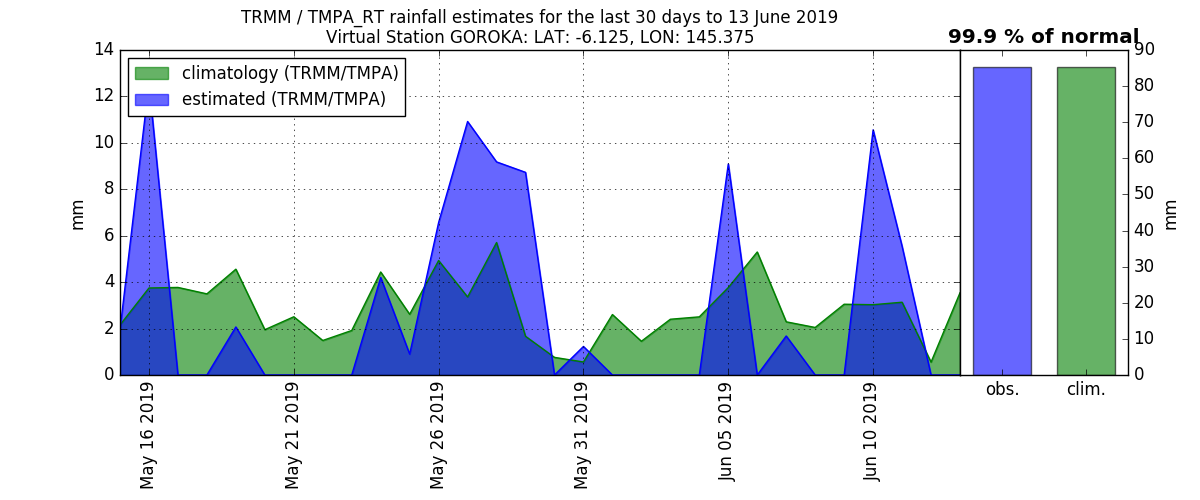 TRMM / TMPA_RT rainfall estimates for the last 30 days to 13 June 2019
Virtual Station GOROKA: LAT: -6.125, LON: 145.375
99.9 % of normal
climatology (TRMM/TMPA)
estimated (TRMM/TMPA)
14
12
10
8
6
4
2
0
mm
May 16 2019
May 21 2019
May 26 2019
May 31 2019
Jun 05 2019
Jun 10 2019
obs.
clim.
90
80
70
60
50
40
30
20
10
0
mm